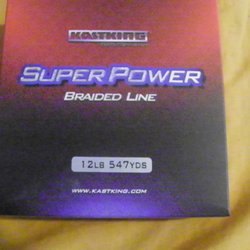 KASTKING
SUPER POWER
BRAIDED LINE
12LB 547YDS
WWW.KASTKING.COM